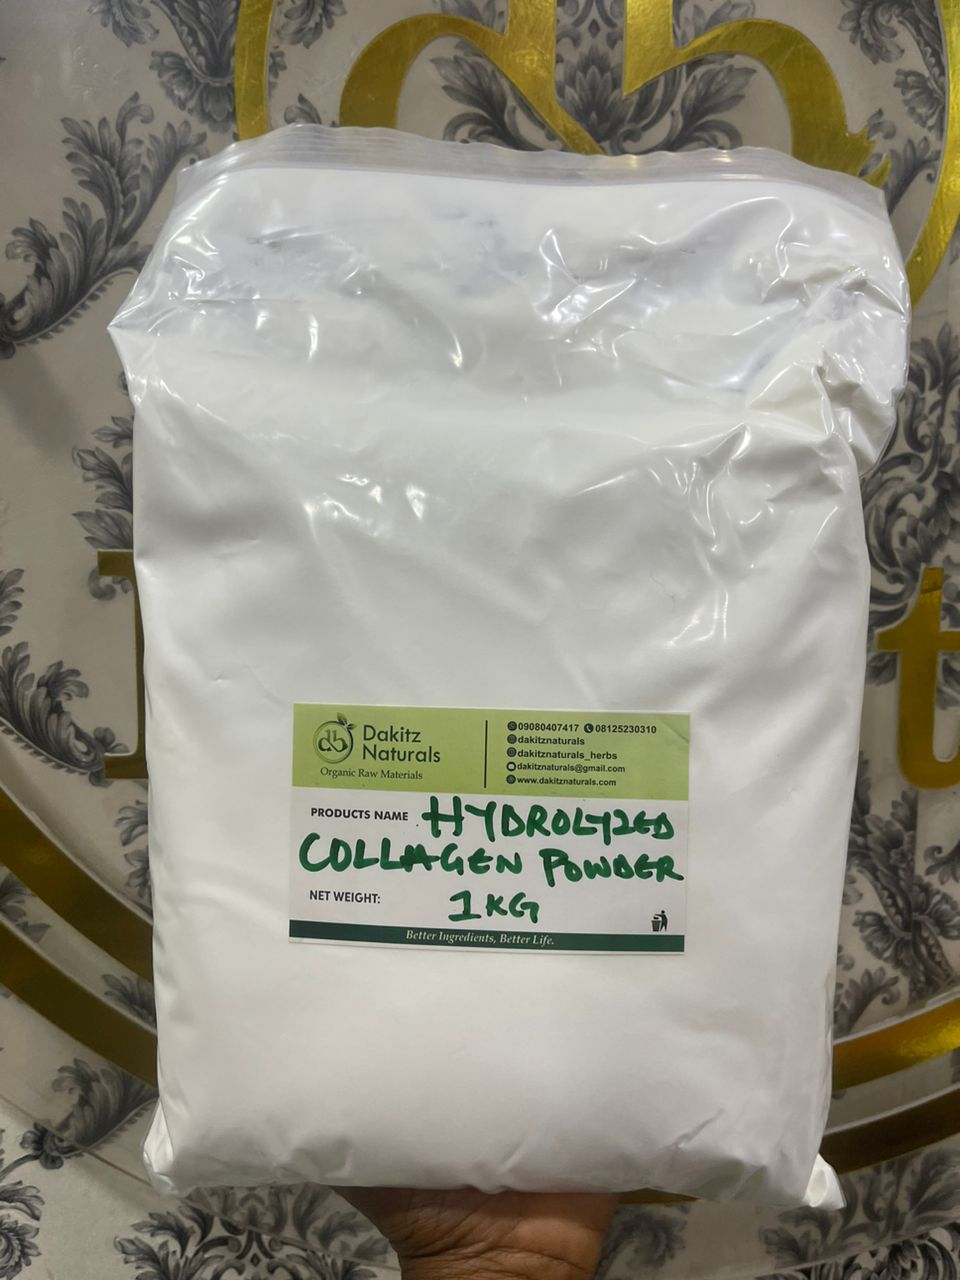 Dakitz
Naturals
Organic Raw Materials
09080407417 08125230310
dakitznaturals
dakitznaturals_herbs
dakitznaturals@gmail.com
www.dakitznaturals.com
PRODUCTS NAME HYDROLYZED
COLLAGEN POWDER
NET WEIGHT: 1KG
Better Ingredients, Better Life.